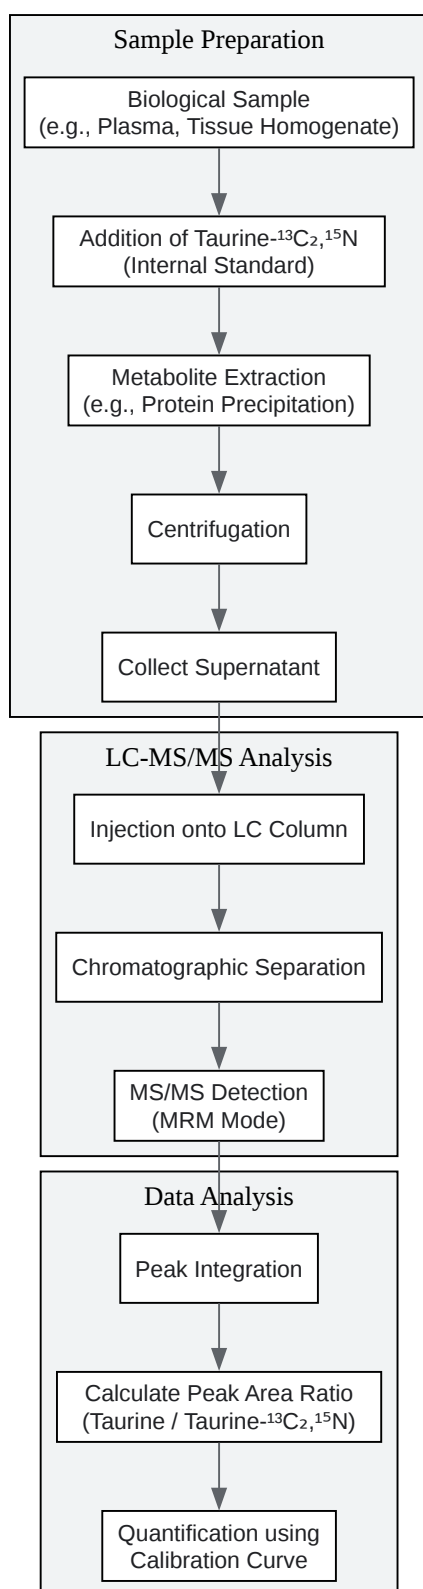 Sample Preparation
Biological Sample
(e.g., Plasma, Tissue Homogenate)
Addition of Taurine-¹³C₂,¹⁵N
(Internal Standard)
Metabolite Extraction
(e.g., Protein Precipitation)
Centrifugation
Collect Supernatant
LC-MS/MS Analysis
Injection onto LC Column
Chromatographic Separation
MS/MS Detection
(MRM Mode)
Data Analysis
Peak Integration
Calculate Peak Area Ratio
(Taurine / Taurine-¹³C₂,¹⁵N)
Quantification using
Calibration Curve